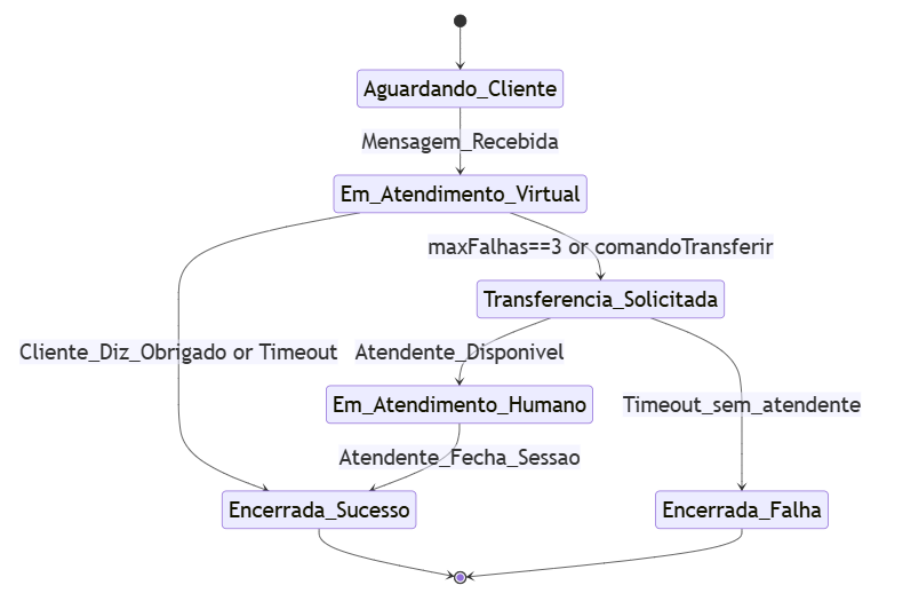 Aguardando_Cliente
Mensagem_Recebida
Em_Atendimento_Virtual
maxFalhas==3 or comandoTransferir
Transferencia_Solicitada
Cliente_Diz_Obrigado or Timeout
Atendente_Disponivel
Em_Atendimento_Humano
Timeout_sem_atendente
Atendente_Fecha_Sessao
Encerrada_Sucesso
Encerrada_Falha